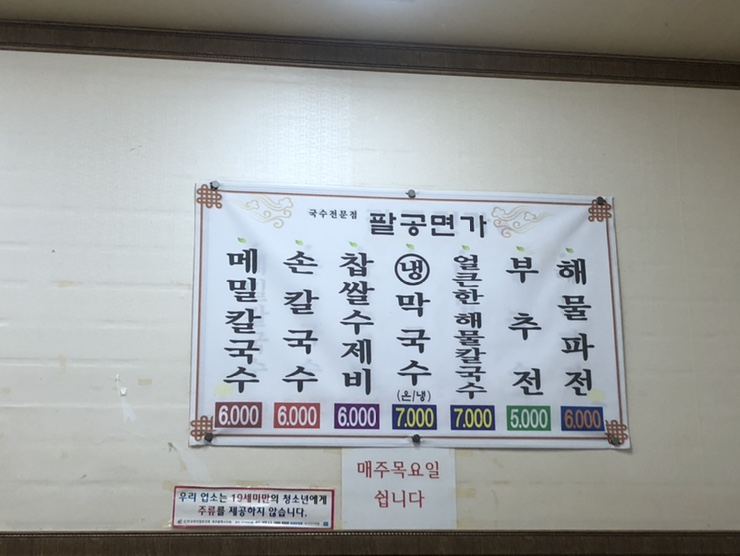 국수전문점 팔공면가
메밀칼국수
6.000
손칼국수
6.000
찹쌀수제비
6.000
냉막국수
(온/냉)
7.000
얼큰한 해물칼국수
7.000
부추전
5.000
해물파전
6.000
매주목요일
쉽니다
우리 업소는 19세미만의 청소년에게
주류를 제공하지 않습니다.